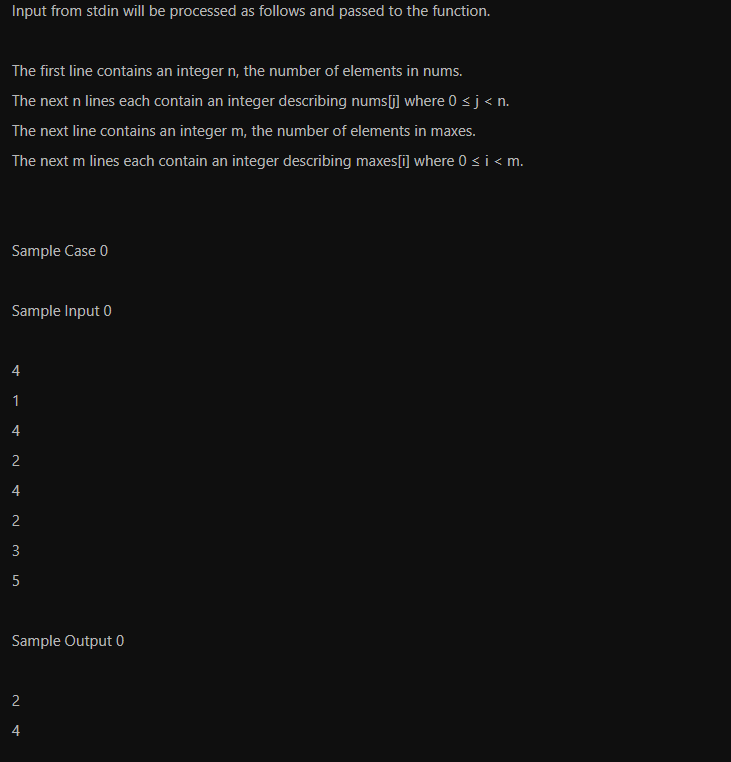 Input from stdin will be processed as follows and passed to the function.
The first line contains an integer n, the number of elements in nums.
The next n lines each contain an integer describing nums[j] where 0 ≤ j < n.
The next line contains an integer m, the number of elements in maxes.
The next m lines each contain an integer describing maxes[i] where 0 ≤ i < m.
Sample Case 0
Sample Input 0
4
1
4
2
4
2
3
5
Sample Output 0
2
4